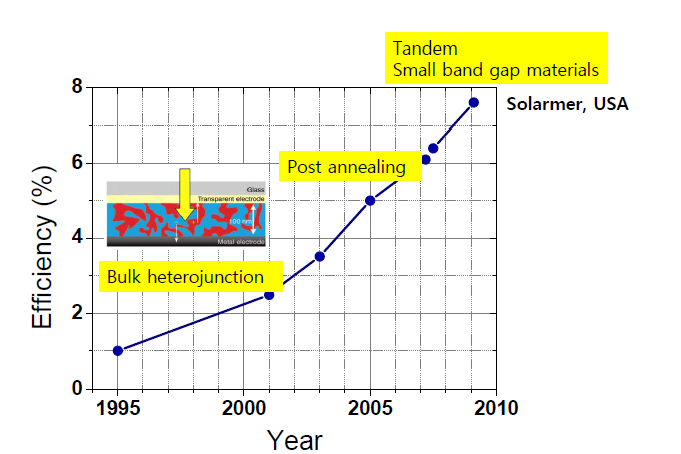 Tandem
Small band gap materials
Solarmer, USA
8
6
4
2
0
Efficiency (%)
Post annealing
Glass
Transparent electrode
100 nm
Metal electrode
Bulk heterojunction
1995
2000
2005
2010
Year